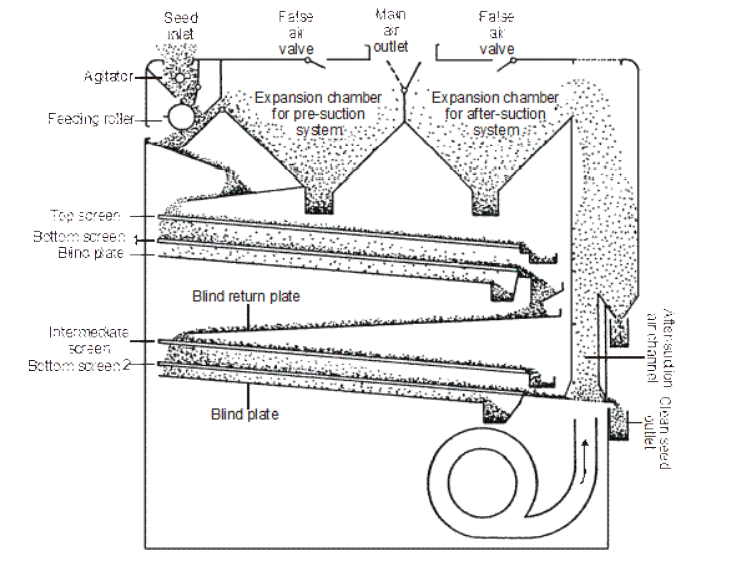 Seed
inlet
False
air
valve
Main
air
outlet
False
air
valve
Agitator
Feeding roller
Expansion chamber
for pre-suction
system
Expansion chamber
for after-suction
system
Top screen
Bottom screen 1
Blind plate
Blind return plate
Intermediate
screen
Bottom screen 2
Blind plate
After-suction
air channel
Clean seed
outlet